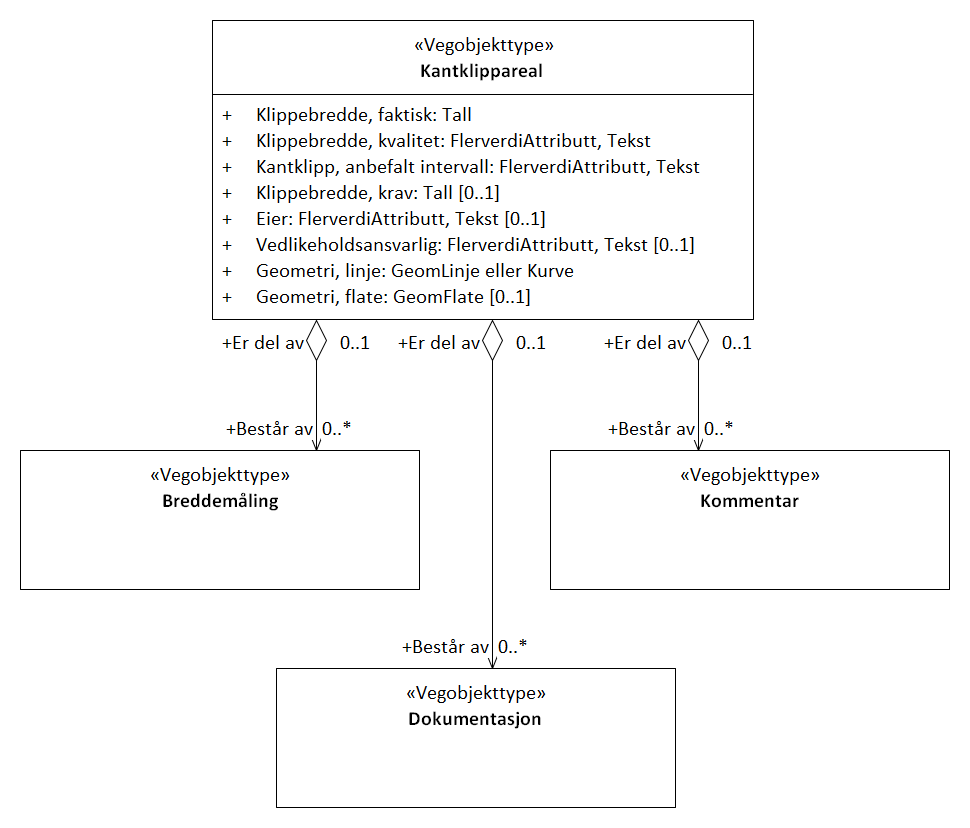 «Vegobjekttype»
Kantklippareal
+ Klippebredde, faktisk: Tall
+ Klippebredde, kvalitet: FlerverdiAttributt, Tekst
+ Kantklipp, anbefalt intervall: FlerverdiAttributt, Tekst
+ Klippebredde, krav: Tall [0..1]
+ Eier: FlerverdiAttributt, Tekst [0..1]
+ Vedlikeholdsansvarlig: FlerverdiAttributt, Tekst [0..1]
+ Geometri, linje: GeomLinje eller Kurve
+ Geometri, flate: GeomFlate [0..1]
+Er del av 0..1 +Er del av 0..1 +Er del av 0..1
+Består av 0..* +Består av 0..*
«Vegobjekttype» «Vegobjekttype»
Breddemåling Kommentar
+Består av 0..*
«Vegobjekttype»
Dokumentasjon